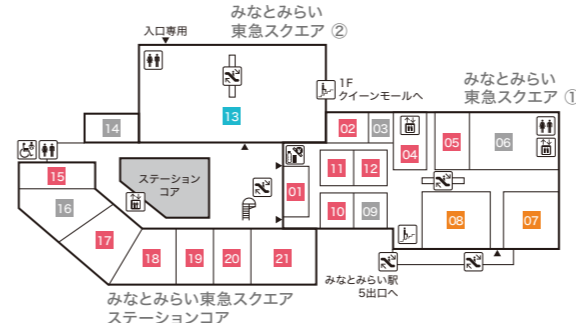 みなとみらい
東急スクエア ②
入口専用
みなとみらい
東急スクエア ①
1F
クイーンモールへ
13
14
02
03
04
05
06
15
ステーション
コア
11
12
01
16
10
09
08
07
17
18
19
20
21
みなとみらい駅
5出口へ
みなとみらい東急スクエア
ステーションコア